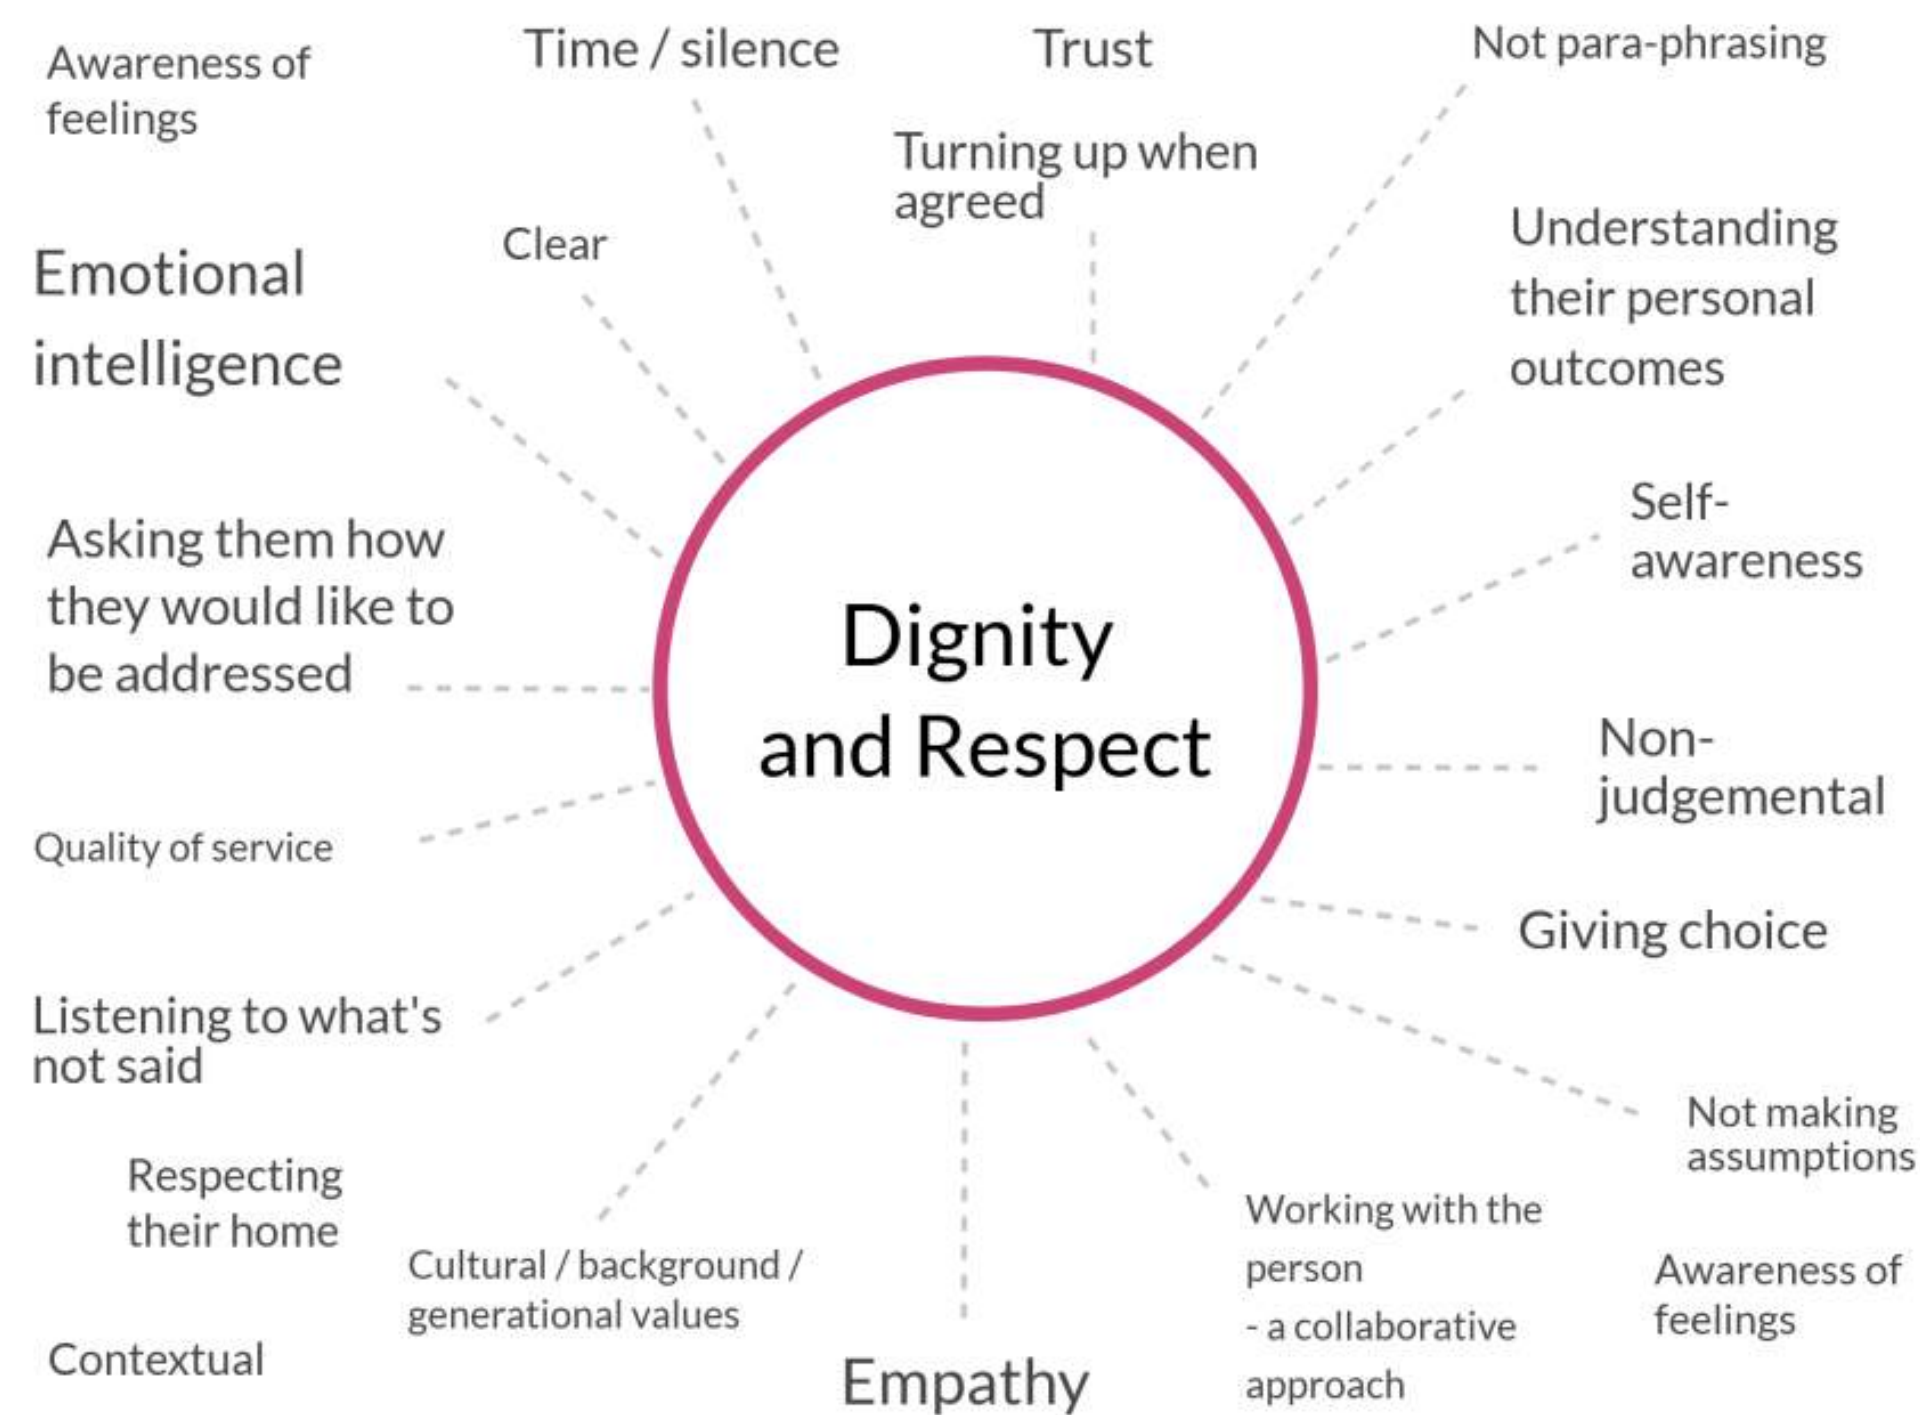 Awareness of
feelings
Time / silence
Trust
Not para-phrasing
Turning up when
agreed
Clear
Emotional
intelligence
Understanding
their personal
outcomes
Self-
awareness
Asking them how
they would like to
be addressed
Dignity
and Respect
Non-
judgemental
Quality of service
Giving choice
Listening to what's
not said
Not making
assumptions
Respecting
their home
Cultural / background /
generational values
Working with the
person
- a collaborative
approach
Awareness of
feelings
Contextual
Empathy